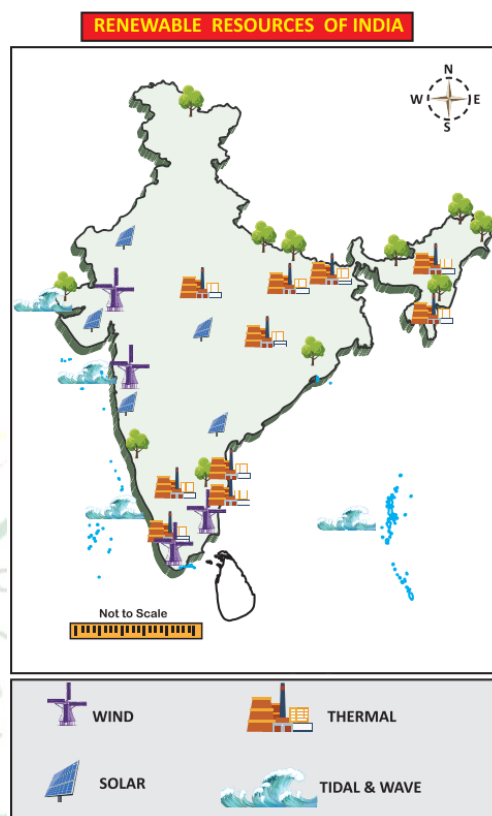 RENEWABLE RESOURCES OF INDIA
N
W E
S
Not to Scale
WIND
THERMAL
SOLAR
TIDAL & WAVE